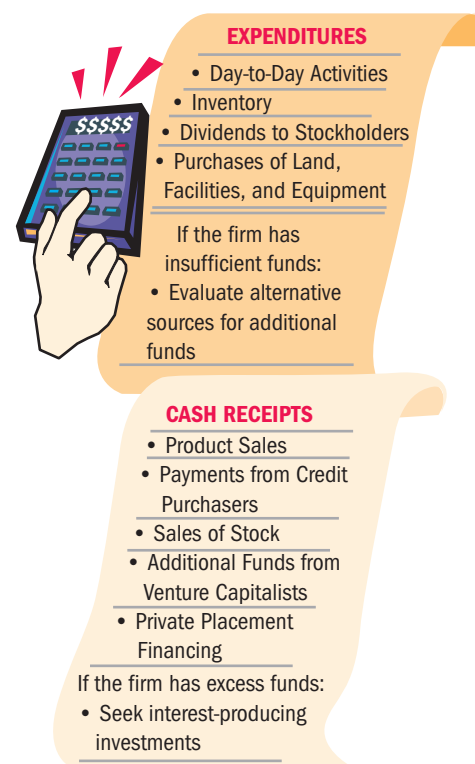 EXPENDITURES
$$$$$
• Day-to-Day Activities
• Inventory
• Dividends to Stockholders
• Purchases of Land,
Facilities, and Equipment
If the firm has
insufficient funds:
• Evaluate alternative
sources for additional
funds
CASH RECEIPTS
• Product Sales
• Payments from Credit
Purchasers
• Sales of Stock
• Additional Funds from
Venture Capitalists
• Private Placement
Financing
If the firm has excess funds:
• Seek interest-producing
investments